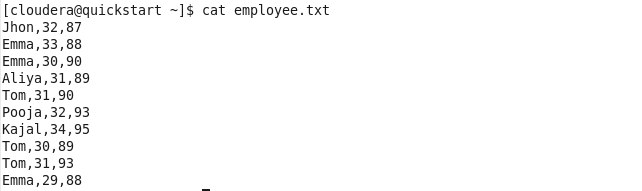 [cloudera@quickstart ~]$ cat employee.txt
Jhon,32,87
Emma,33,88
Emma,30,90
Aliya,31,89
Tom,31,90
Pooja,32,93
Kajal,34,95
Tom,30,89
Tom,31,93
Emma,29,88